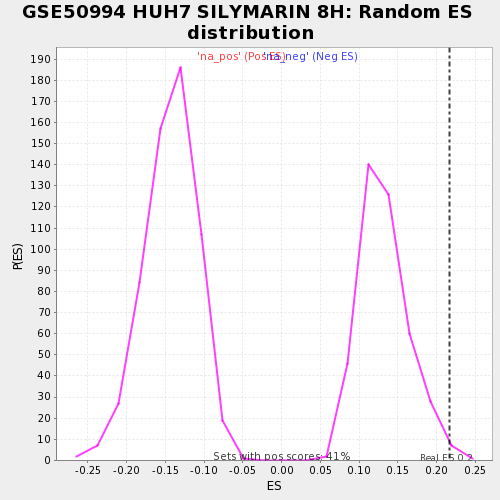 GSE50994 HUH7 SILYMARIN 8H: Random ES
distribution
'na_pos' (Pos ES) 'na_neg' (Neg ES)
190
180
170
160
150
140
130
120
110
100
90
80
70
60
50
40
30
20
10
0
P(ES)
Sets with pos scores: 41%
Real ES 0.2
-0.25 -0.20 -0.15 -0.10 -0.05 0.00 0.05 0.10 0.15 0.20 0.25
ES